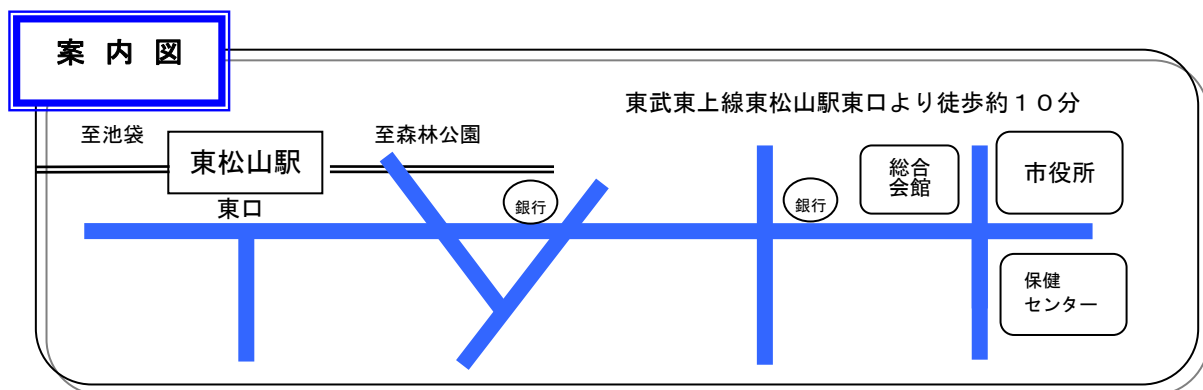 案 内 図
東武東上線東松山駅東口より徒歩約１０分
至池袋
東松山駅
至森林公園
東口
銀行
銀行
総合
会館
市役所
保健
センター